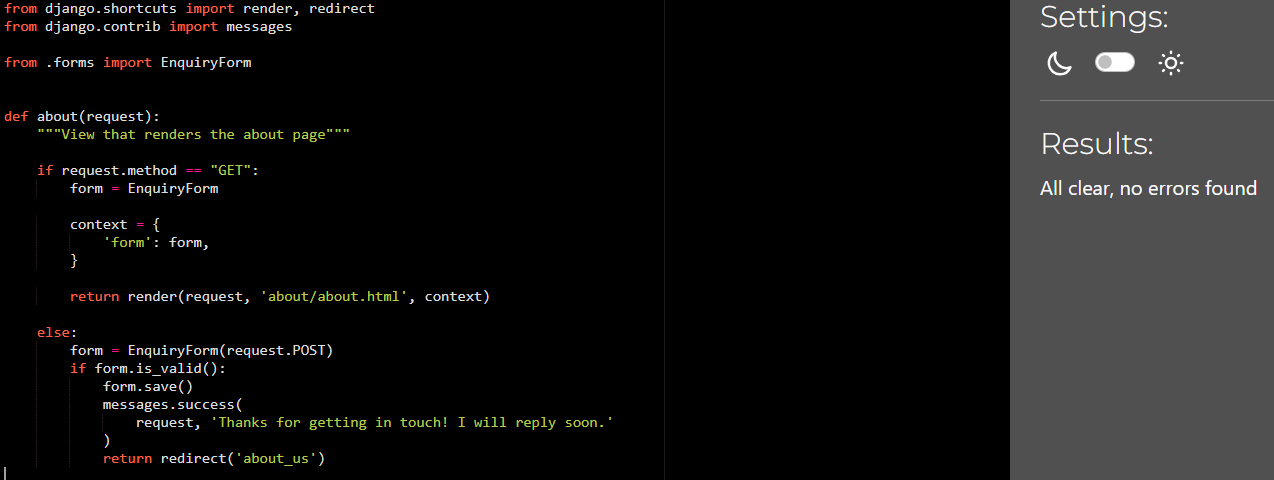 from django.shortcuts import render, redirect
from django.contrib import messages

from .forms import EnquiryForm


def about(request):
    """View that renders the about page"""

    if request.method == "GET":
        form = EnquiryForm

        context = {
            'form': form,
        }

        return render(request, 'about/about.html', context)

    else:
        form = EnquiryForm(request.POST)
        if form.is_valid():
            form.save()
            messages.success(
                request, 'Thanks for getting in touch! I will reply soon.'
            )
            return redirect('about_us')
Settings:
Results:
All clear, no errors found